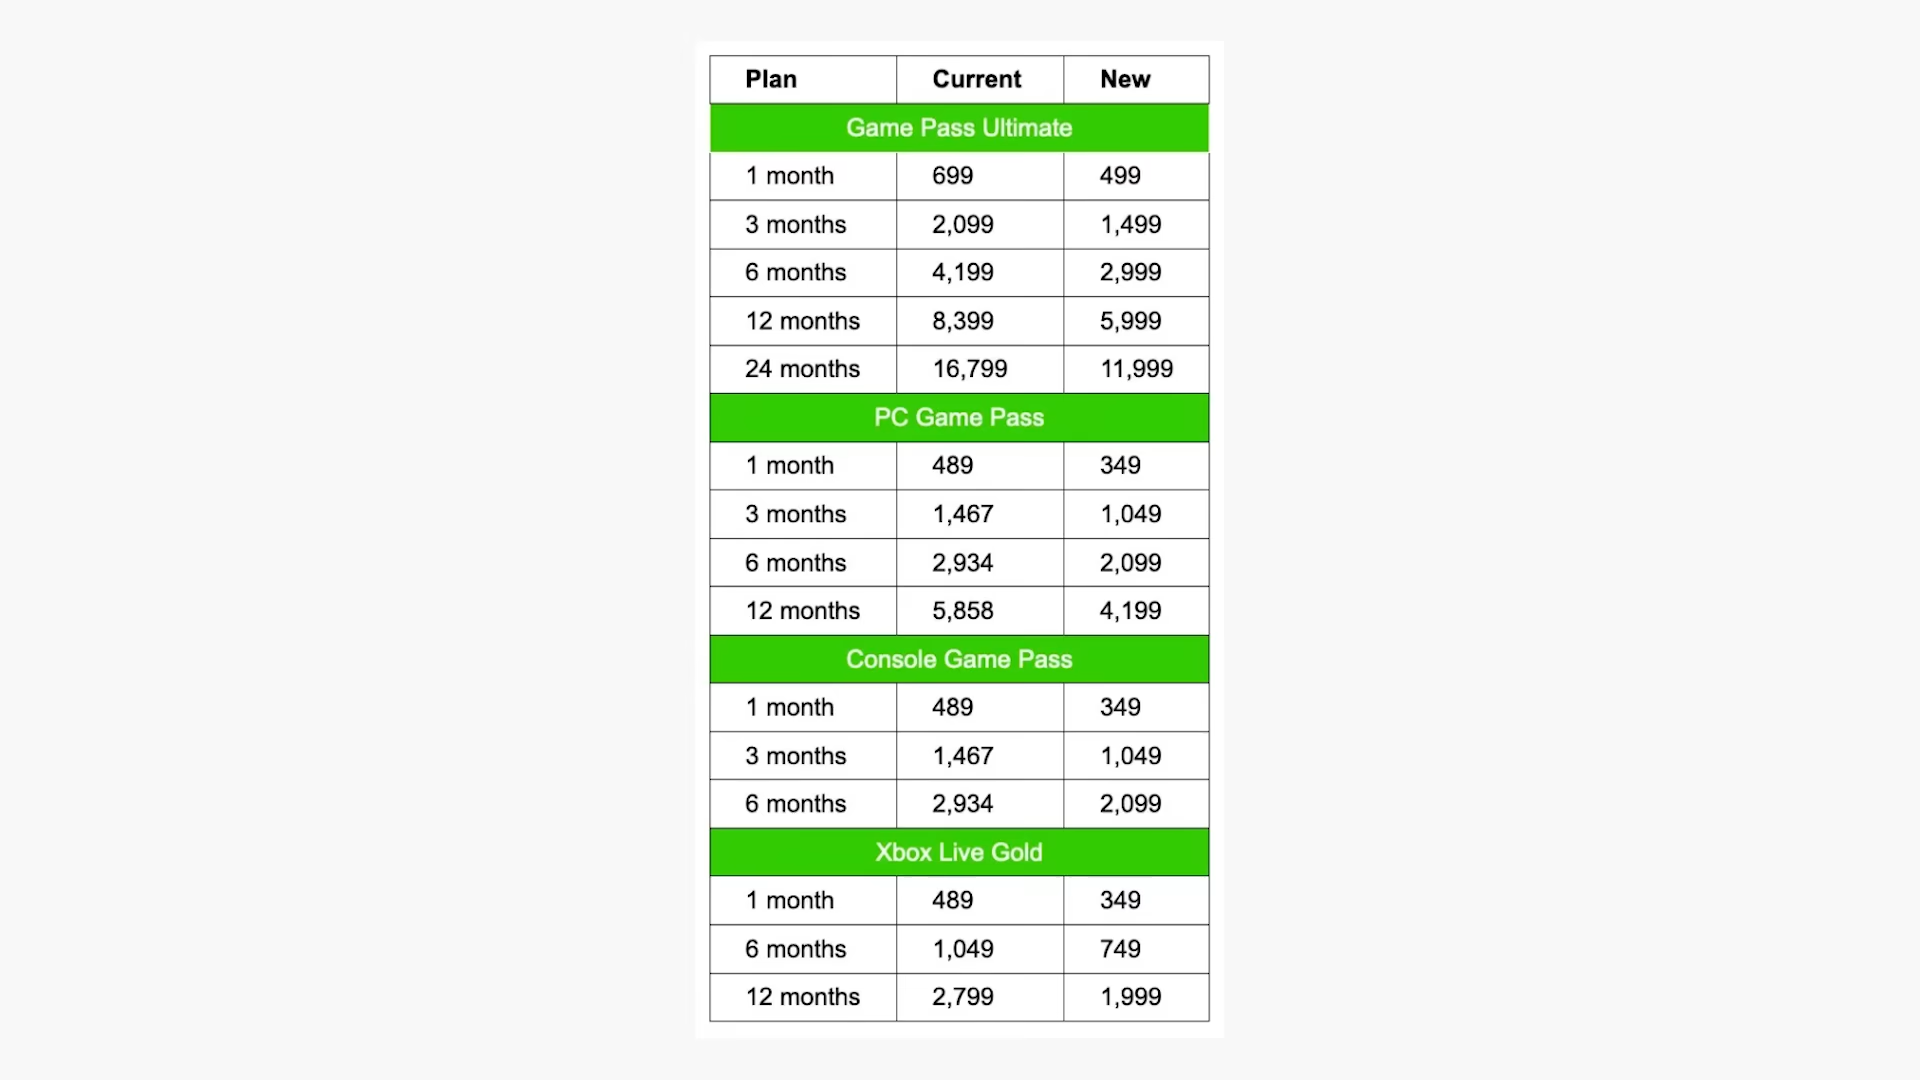 Plan Current New
Game Pass Ultimate
1 month 699 499
3 months 2,099 1,499
6 months 4,199 2,999
12 months 8,399 5,999
24 months 16,799 11,999
PC Game Pass
1 month 489 349
3 months 1,467 1,049
6 months 2,934 2,099
12 months 5,858 4,199
Console Game Pass
1 month 489 349
3 months 1,467 1,049
6 months 2,934 2,099
Xbox Live Gold
1 month 489 349
6 months 1,049 749
12 months 2,799 1,999